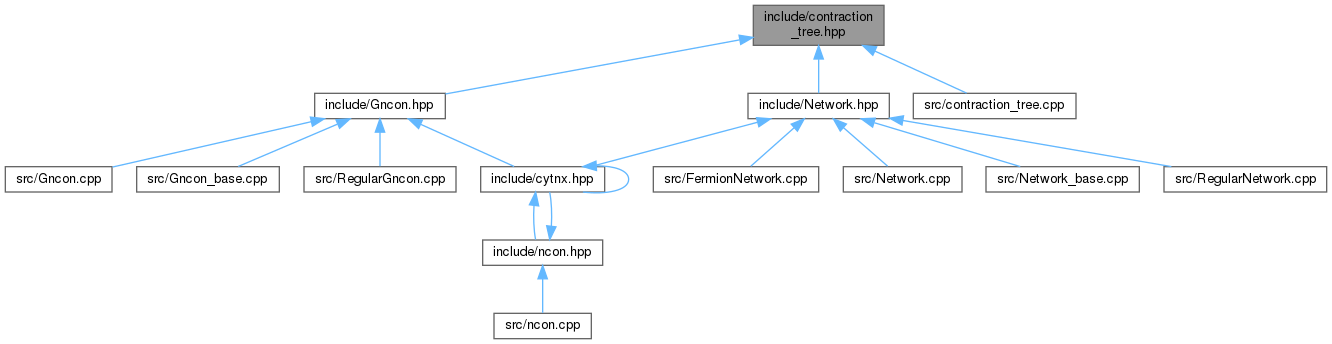 include/contraction
_tree.hpp
include/Gncon.hpp
include/Network.hpp
src/contraction_tree.cpp
src/Gncon.cpp
src/Gncon_base.cpp
src/RegularGncon.cpp
include/cytnx.hpp
src/FermionNetwork.cpp
src/Network.cpp
src/Network_base.cpp
src/RegularNetwork.cpp
include/ncon.hpp
src/ncon.cpp